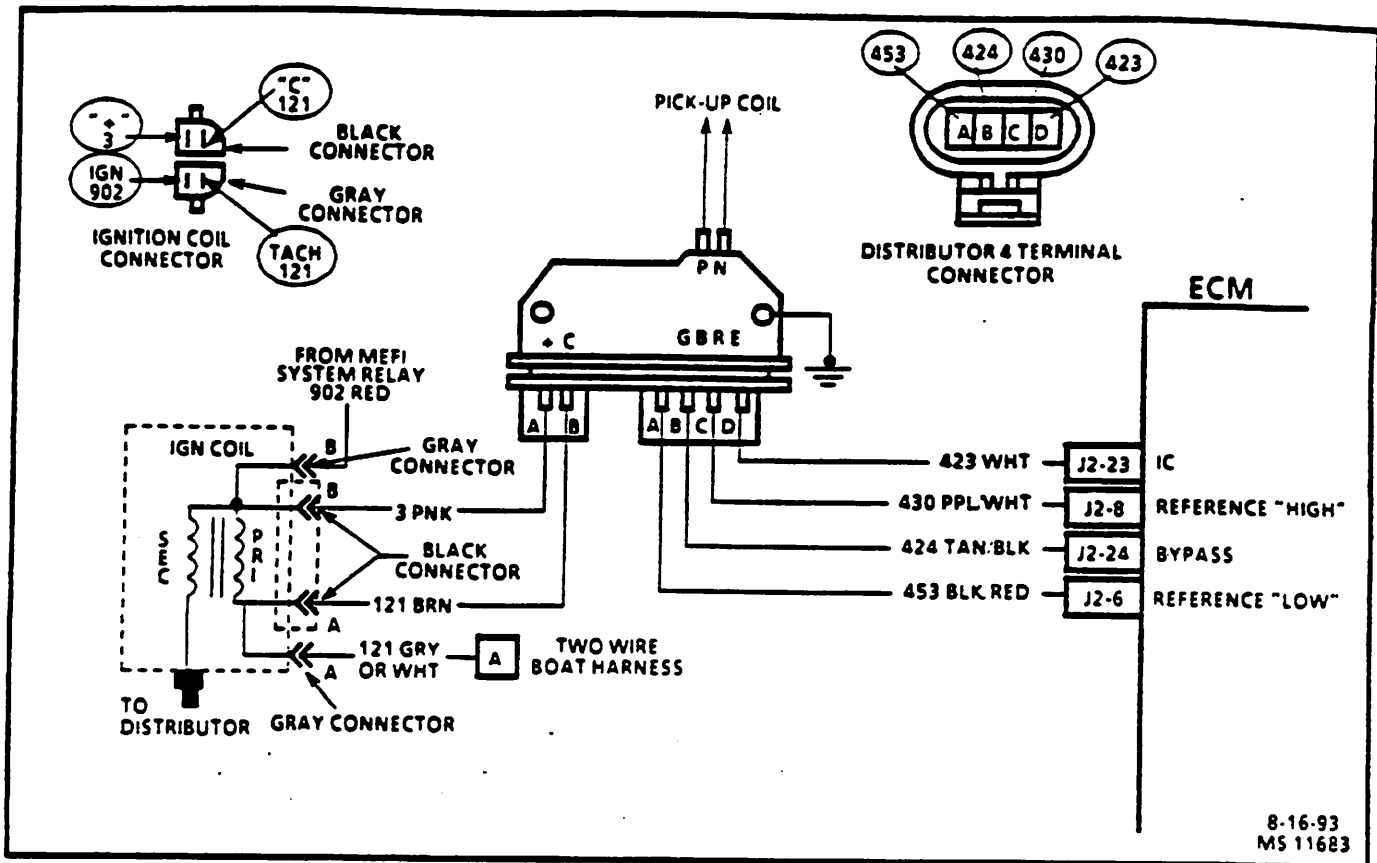 453
424
430
423
"C"
121
"+"
3
BLACK
CONNECTOR
IGN
902
GRAY
CONNECTOR
IGNITION COIL
CONNECTOR
TACH
121
PICK-UP COIL
A B C D
DISTRIBUTOR 4 TERMINAL
CONNECTOR
P N
+ C
G B R E
ECM
FROM MEFI
SYSTEM RELAY
902 RED
A B
A B C D
IGN COIL
B
GRAY
CONNECTOR
B
3 PNK
SEC
PRI
BLACK
CONNECTOR
121 BRN
A
121 GRY
OR WHT
A
A
TWO WIRE
BOAT HARNESS
TO
DISTRIBUTOR
GRAY CONNECTOR
423 WHT
J2-23
IC
430 PPL/WHT
J2-8
REFERENCE "HIGH"
424 TAN/BLK
J2-24
BYPASS
453 BLK RED
J2-6
REFERENCE "LOW"
8-16-93
MS 11683